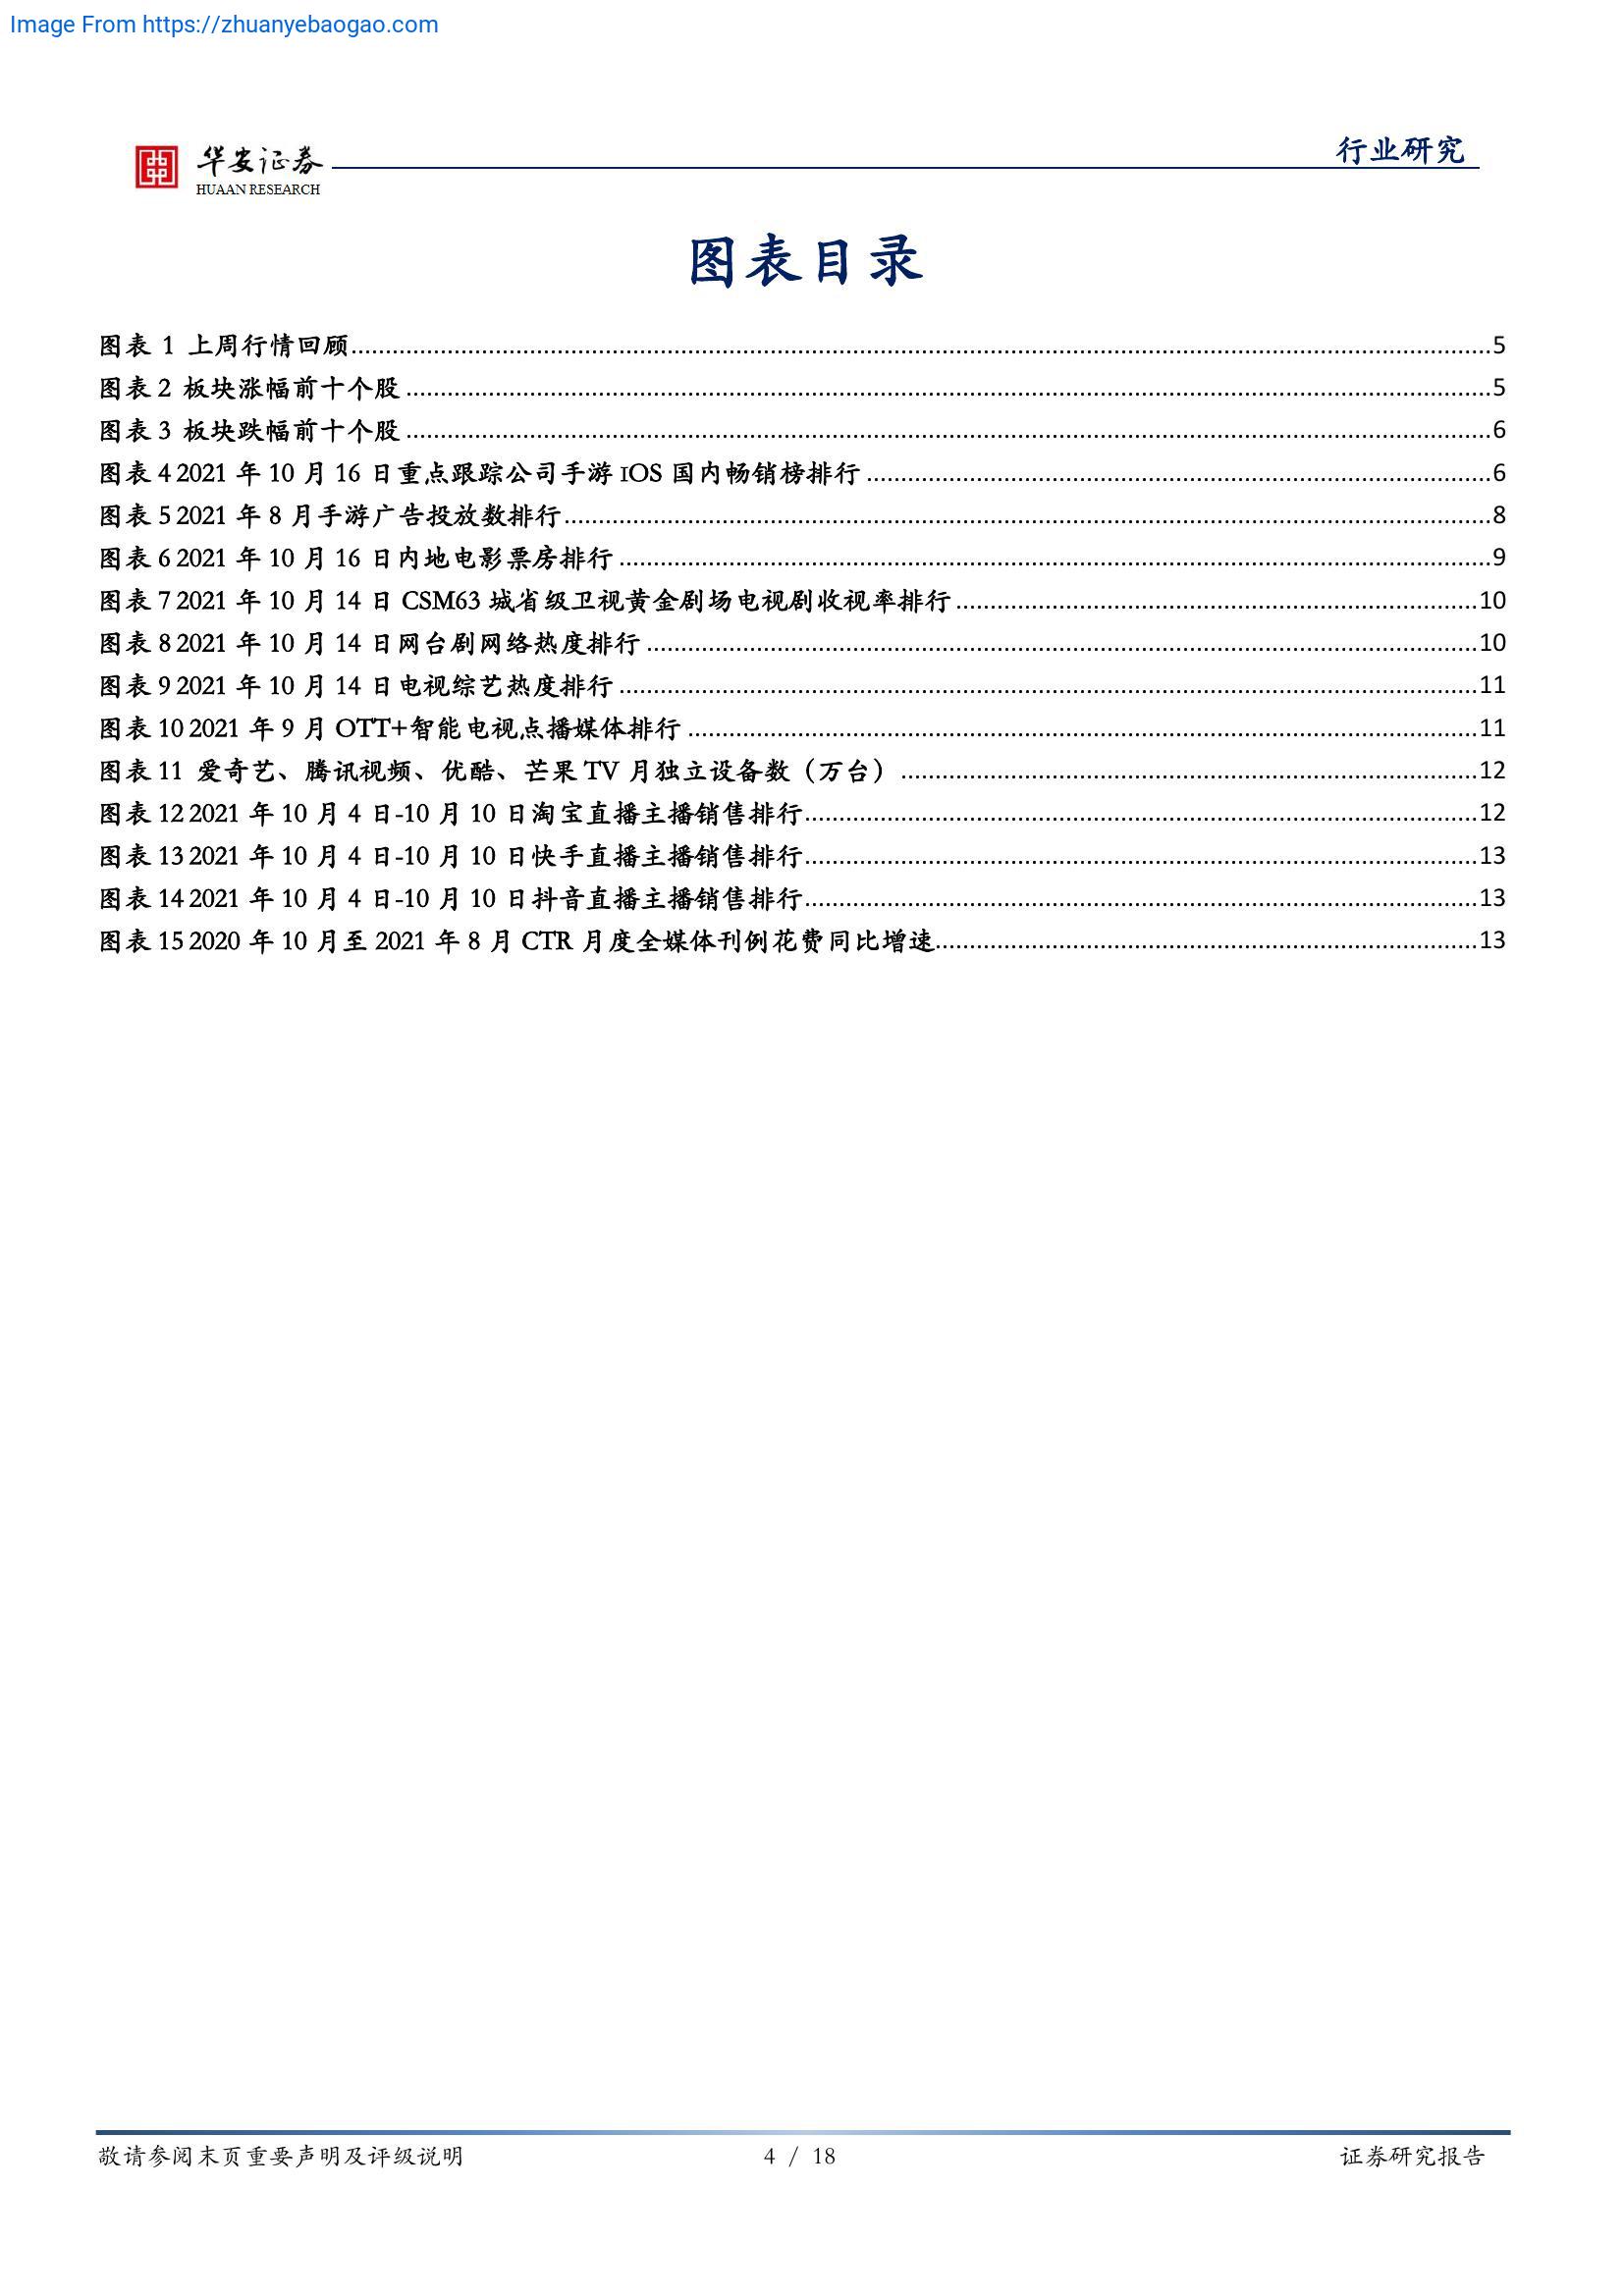 Image From https://zhuanyebaogao.com
华安证券
HUAAN RESEARCH
行业研究
图表目录
图表 1 上周行情回顾.....5
图表 2 板块涨幅前十个股.....5
图表 3 板块跌幅前十个股.....6
图表 4 2021 年 10 月 16 日重点跟踪公司手游 IOS 国内畅销榜排行.....6
图表 5 2021 年 8 月手游广告投放数排行.....8
图表 6 2021 年 10 月 16 日内地电影票房排行.....9
图表 7 2021 年 10 月 14 日 CSM63 城省级卫视黄金剧场电视剧收视率排行.....10
图表 8 2021 年 10 月 14 日网台剧网络热度排行.....10
图表 9 2021 年 10 月 14 日电视综艺热度排行.....11
图表 10 2021 年 9 月 OTT+智能电视点播媒体排行.....11
图表 11 爱奇艺、腾讯视频、优酷、芒果 TV 月独立设备数（万台）.....12
图表 12 2021 年 10 月 4 日-10 月 10 日淘宝直播主播销售排行.....12
图表 13 2021 年 10 月 4 日-10 月 10 日快手直播主播销售排行.....13
图表 14 2021 年 10 月 4 日-10 月 10 日抖音直播主播销售排行.....13
图表 15 2020 年 10 月至 2021 年 8 月 CTR 月度全媒体刊例花费同比增速.....13
敬请参阅末页重要声明及评级说明
4 / 18
证券研究报告